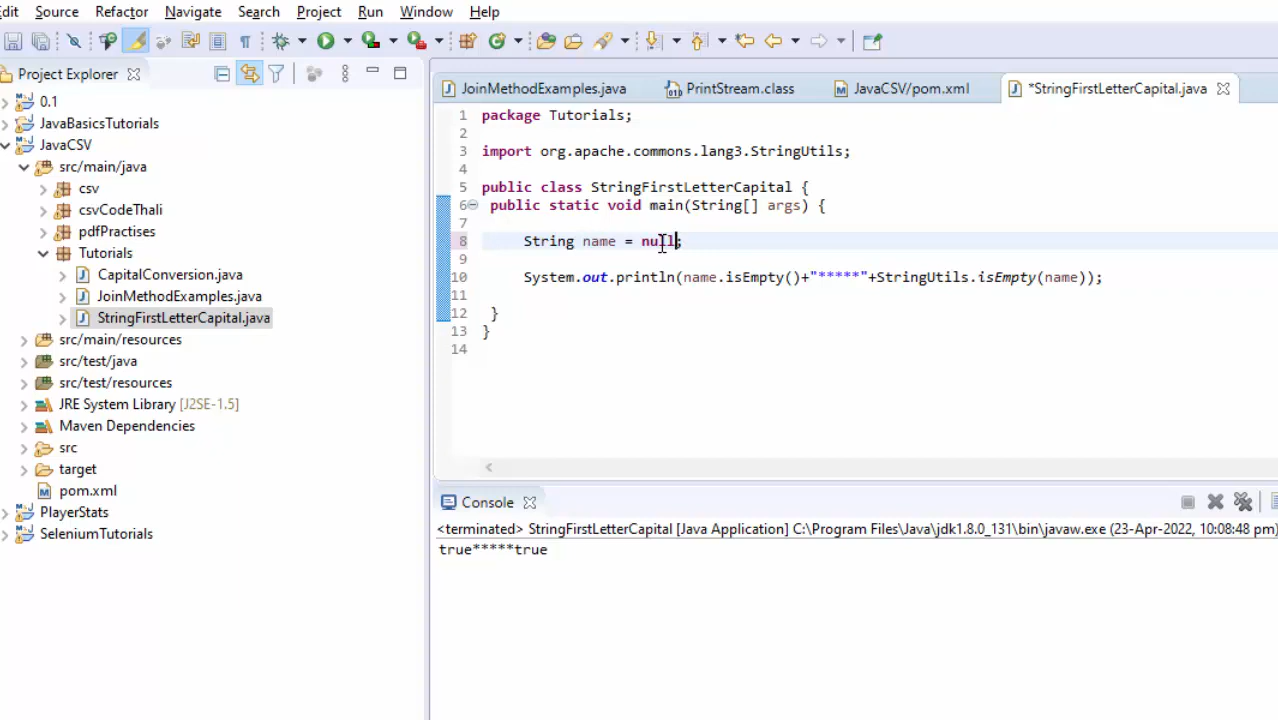 dit Source Refactor Navigate Search Project Run Window Help
Project Explorer
0.1
JavaBasicsTutorials
JavaCSV
src/main/java
csv
csvCodeThali
pdfPractises
Tutorials
CapitalConversion.java
JoinMethodExamples.java
StringFirstLetterCapital.java
src/main/resources
src/test/java
src/test/resources
JRE System Library [J2SE-1.5]
Maven Dependencies
src
target
pom.xml
PlayerStats
SeleniumTutorials
JoinMethodExamples.java PrintStream.class JavaCSV/pom.xml *StringFirstLetterCapital.java
1 package Tutorials;
2
3 import org.apache.commons.lang3.StringUtils;
4
5 public class StringFirstLetterCapital {
6 public static void main(String[] args) {
7
8 String name = null;
9
10 System.out.println(name.isEmpty()+"*****"+StringUtils.isEmpty(name));
11
12 }
13 }
14
Console
<terminated> StringFirstLetterCapital [Java Application] C:\Program Files\Java\jdk1.8.0_131\bin\javaw.exe (23-Apr-2022, 10:08:48 pm)
true*****true